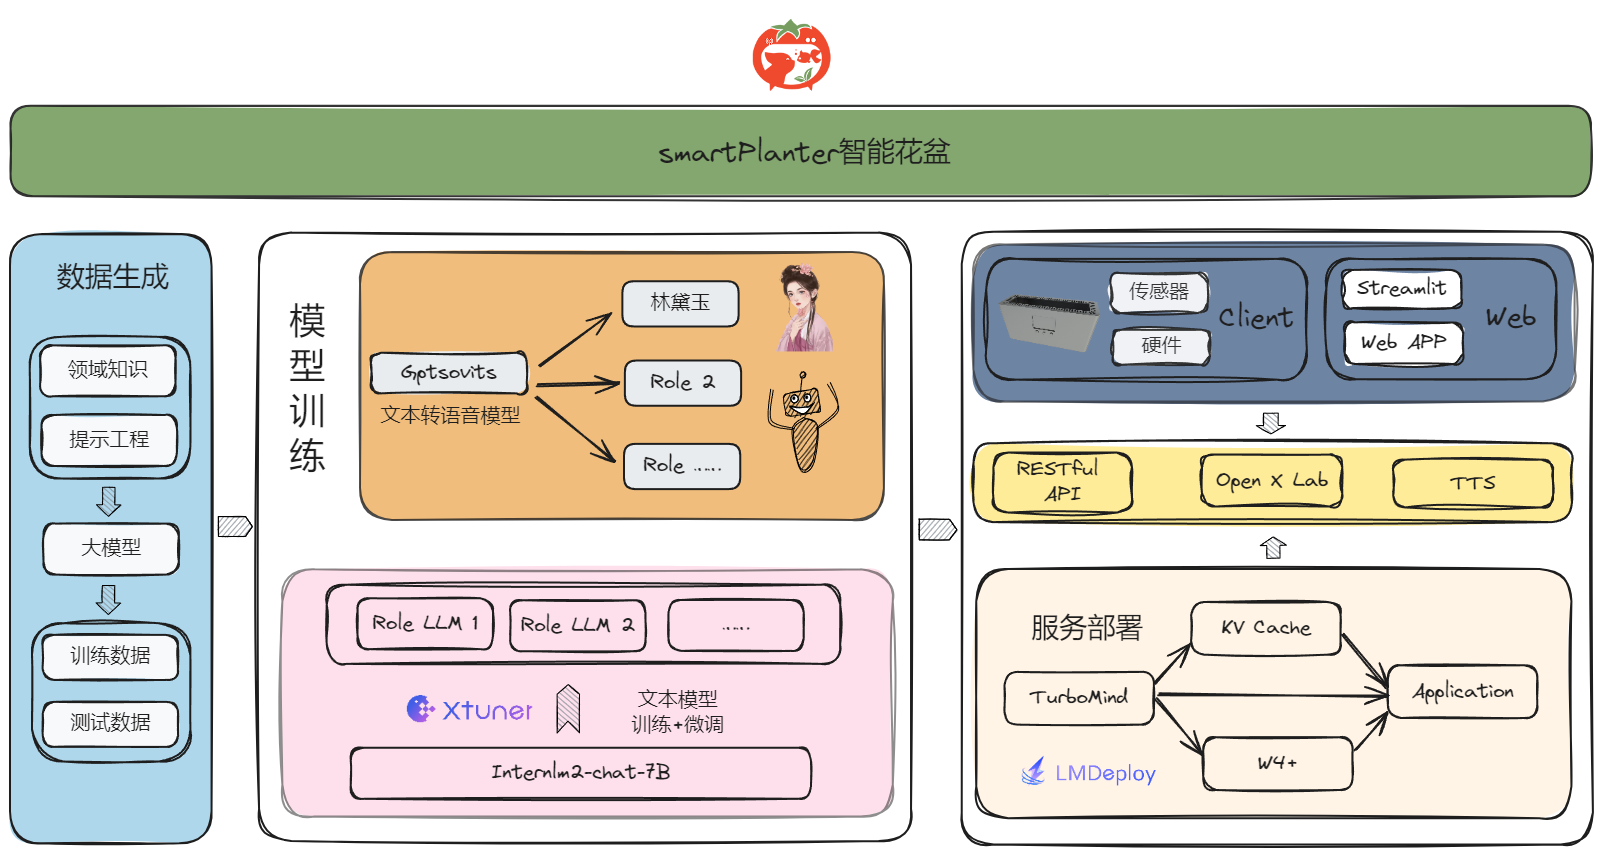 smartPlanter智能花盆
数据生成
领域知识
提示工程
大模型
训练数据
测试数据
模
型
训
练
Gptsovits
文本转语音模型
林黛玉
Role 2
Role ......
Role LLM 1
Role LLM 2
......
Xtuner
文本模型
训练+微调
Internlm2-chat-7B
传感器
硬件
Client
Streamlit
Web APP
Web
RESTful
API
Open X Lab
TTS
服务部署
KV Cache
TurboMind
Application
W4+
LMDeploy